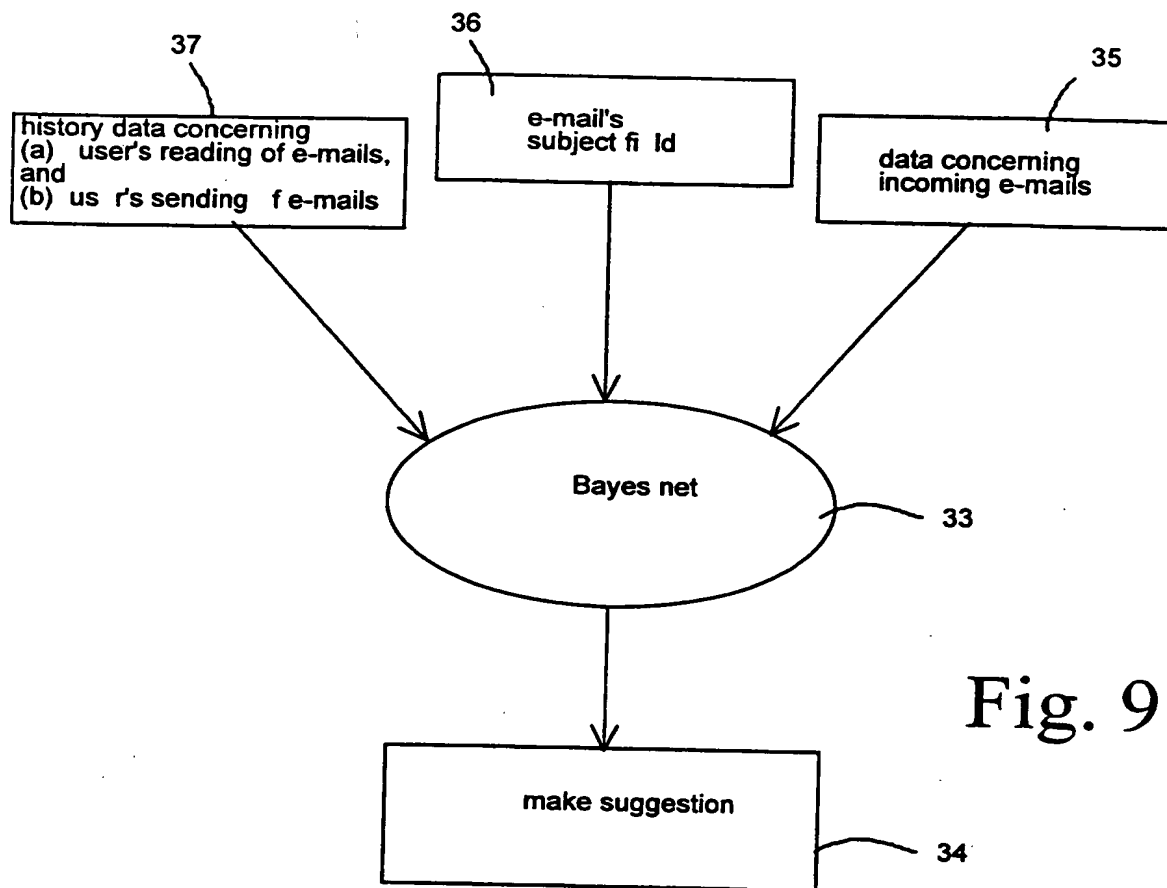 37
36
35
history data concerning
(a) user's reading of e-mails,
and
(b) us r's sending f e-mails
e-mail's
subject fi ld
data concerning
incoming e-mails
Bayes net
33
Fig. 9
make suggestion
34